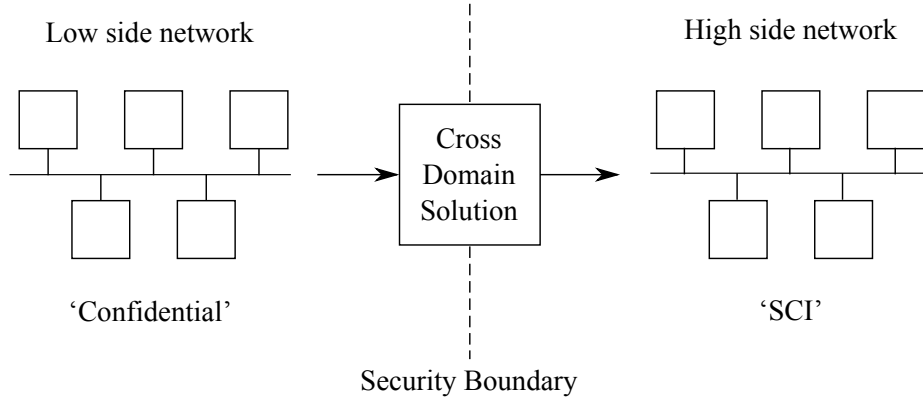 Low side network
High side network
Cross
Domain
Solution
‘Confidential’
‘SCI’
Security Boundary